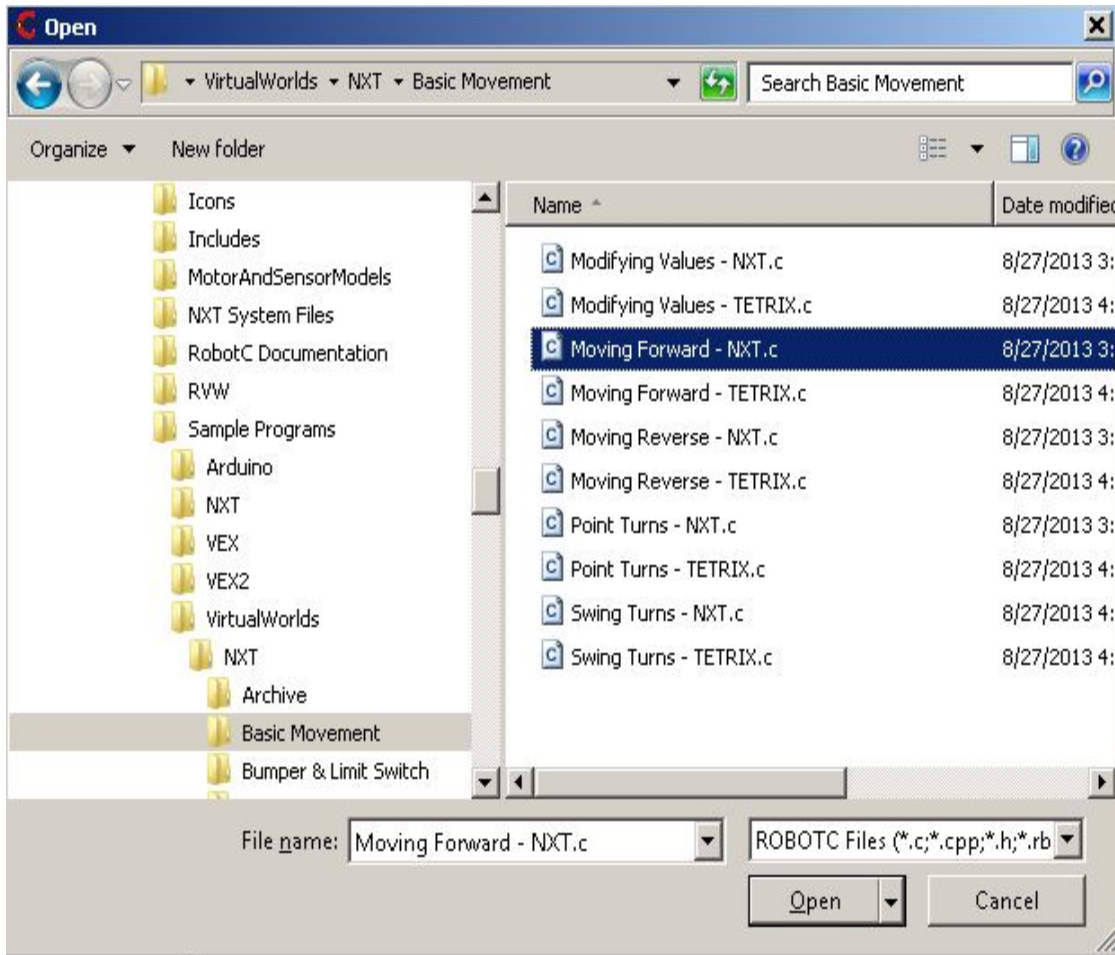 Open
VirtualWorlds NXT Basic Movement Search Basic Movement
Organize New folder
Icons
Includes
MotorAndSensorModels
NXT System Files
RobotC Documentation
RVW
Sample Programs
Arduino
NXT
VEX
VEX2
VirtualWorlds
NXT
Archive
Basic Movement
Bumper & Limit Switch
Name Date modified
Modifying Values - NXT.c 8/27/2013 3:
Modifying Values - TETRIX.c 8/27/2013 4:
Moving Forward - NXT.c 8/27/2013 3:
Moving Forward - TETRIX.c 8/27/2013 4:
Moving Reverse - NXT.c 8/27/2013 3:
Moving Reverse - TETRIX.c 8/27/2013 4:
Point Turns - NXT.c 8/27/2013 3:
Point Turns - TETRIX.c 8/27/2013 4:
Swing Turns - NXT.c 8/27/2013 4:
Swing Turns - TETRIX.c 8/27/2013 4:
File name: Moving Forward - NXT.c ROBOTC Files (*.c;*.cpp;*.h;*.rb
Open Cancel